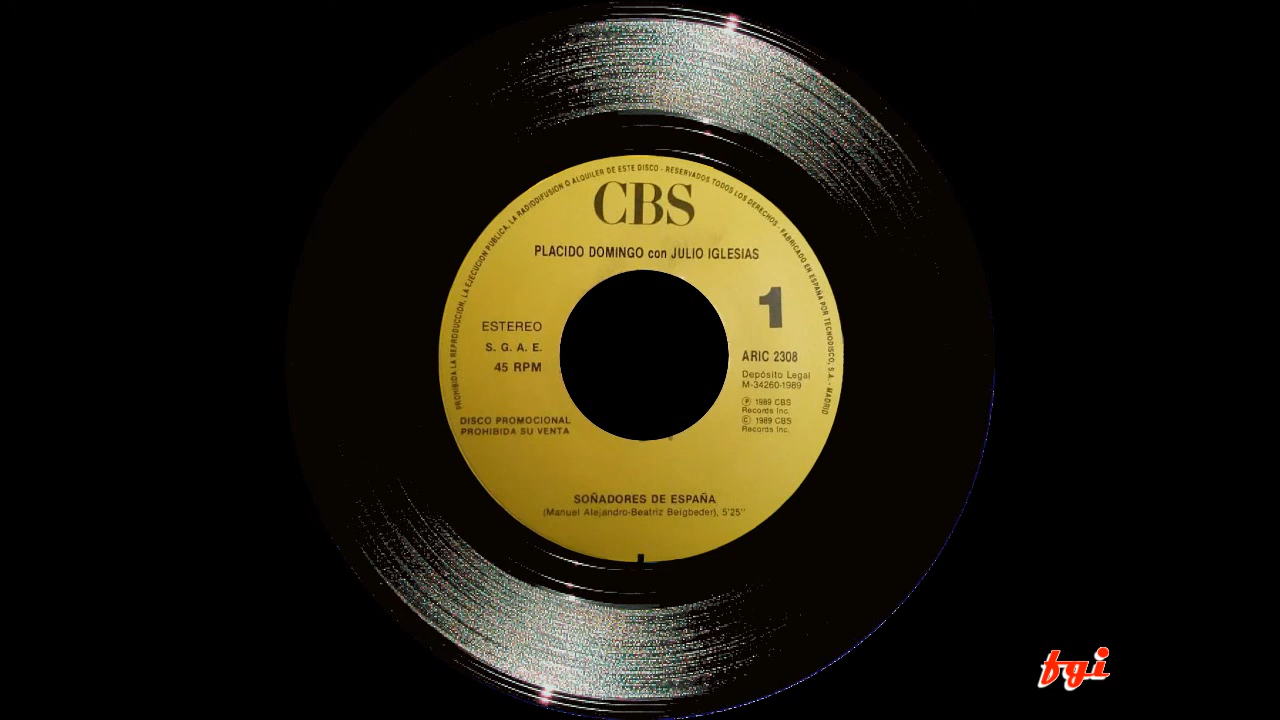 PROHIBIDA LA REPRODUCCION, LA EJECUCION PUBLICA, LA RADIODIFUSION O ALQUILER DE ESTE DISCO - RESERVADOS TODOS LOS DERECHOS - FABRICADO EN ESPAÑA POR TECNODISCO, S.A. - MADRID
CBS
PLACIDO DOMINGO con JULIO IGLESIAS
1
ESTEREO
S. G. A. E.
45 RPM
ARIC 2308
Depósito Legal
M-34260-1989
Ⓟ 1989 CBS
Records Inc.
© 1989 CBS
Records Inc.
DISCO PROMOCIONAL
PROHIBIDA SU VENTA
SOÑADORES DE ESPAÑA
(Manuel Alejandro-Beatriz Beigbeder), 5'25''
fgi